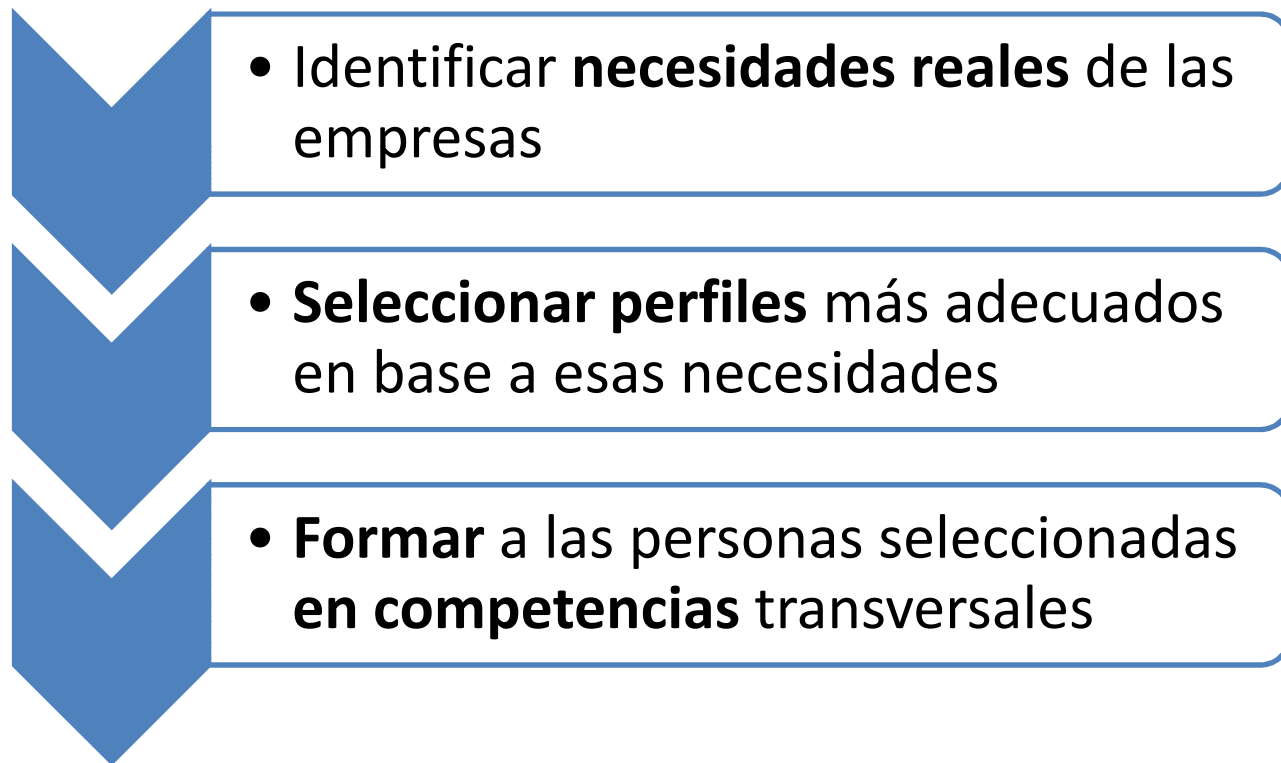 • Identificar necesidades reales de las
empresas
• Seleccionar perfiles más adecuados
en base a esas necesidades
• Formar a las personas seleccionadas
en competencias transversales